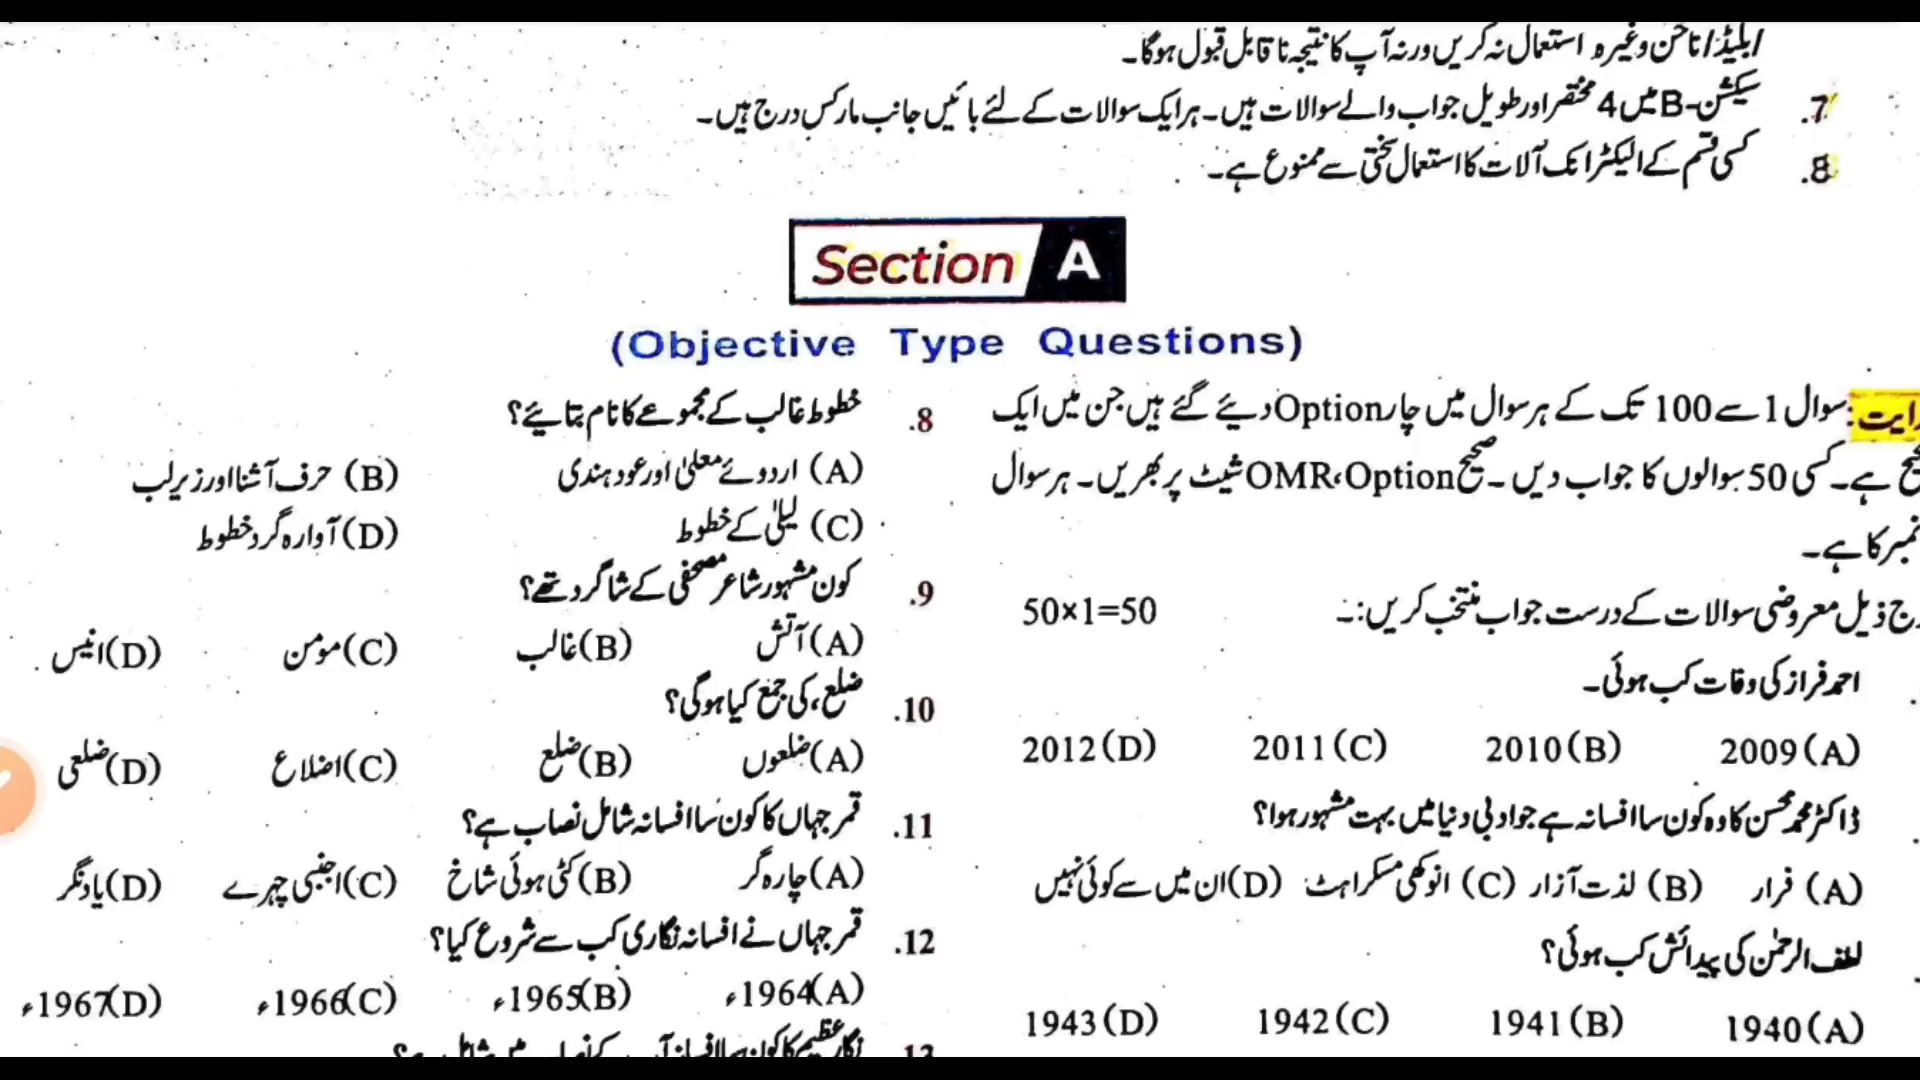 /بلیڈ/ناخن وغیرہ استعمال نہ کریں ورنہ آپ کا نتیجہ ناقابل قبول ہوگا۔
7. سیکشن-B میں 4 مختصر اور طویل جواب والے سوالات ہیں۔ ہر ایک سوالات کے لئے بائیں جانب مارکس درج ہیں۔
8. کسی قسم کے الیکٹرانک آلات کا استعمال سختی سے ممنوع ہے۔
Section A
(Objective Type Questions)
سوال 1 سے 100 تک کے ہر سوال میں چار Option دیئے گئے ہیں جن میں ایک
ہے۔ کسی 50 سوالوں کا جواب دیں۔ صحیح Option، OMR شیٹ پر بھریں۔ ہر سوال
نمبر کا ہے۔
ذیل معروضی سوالات کے درست جواب منتخب کریں:۔ 50×1=50
احمد فراز کی وفات کب ہوئی۔
(A) 2009 (B) 2010 (C) 2011 (D) 2012
ڈاکٹر محمد محسن کا وہ کون سا افسانہ ہے جو ادبی دنیا میں بہت مشہور ہوا؟
(A) فرار (B) لذت آزار (C) انوکھی مسکراہٹ (D) ان میں سے کوئی نہیں
لطف الرحمٰن کی پیدائش کب ہوئی؟
(A) 1940 (B) 1941 (C) 1942 (D) 1943
8. خطوط غالب کے مجموعے کا نام بتائیے؟
(A) اردوئے معلیٰ اور عود ہندی (B) حرف آشنا اور زیر لب
(C) لیلیٰ کے خطوط (D) آوارہ گرد خطوط
9. کون مشہور شاعر مصحفی کے شاگرد تھے؟
(A) آتش (B) غالب (C) مومن (D) انیس
10. ضلع، کی جمع کیا ہوگی؟
(A) ضلعوں (B) ضلع (C) اضلاع (D) ضلعی
11. قمر جہاں کا کون سا افسانہ شامل نصاب ہے؟
(A) چارہ گر (B) کٹی ہوئی شاخ (C) اجنبی چہرے (D) یادنگر
12. قمر جہاں نے افسانہ نگاری کب سے شروع کیا؟
(A) 1964ء (B) 1965ء (C) 1966ء (D) 1967ء